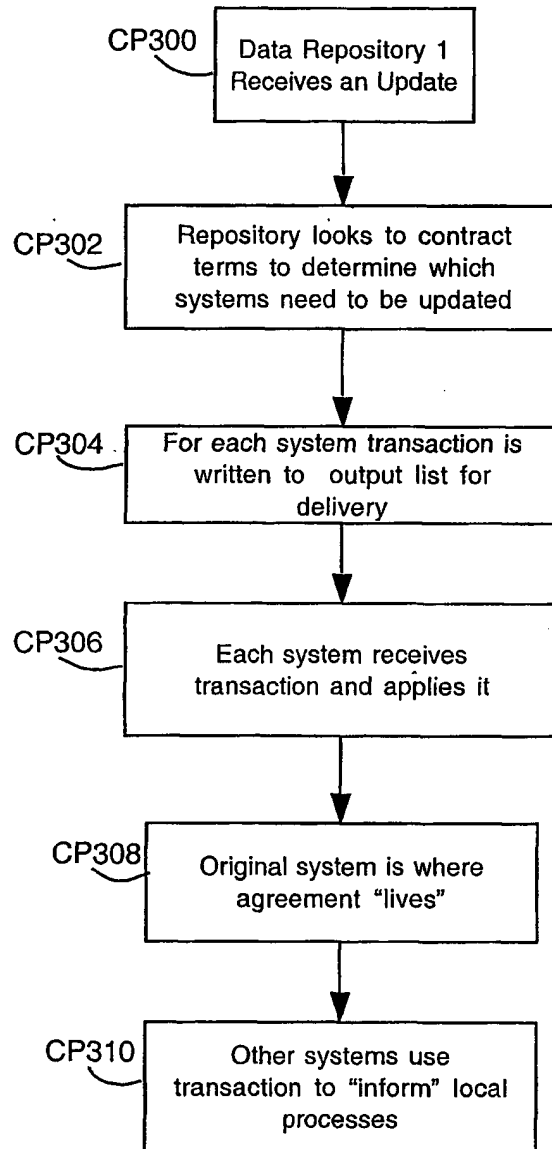 CP300
Data Repository 1
Receives an Update
CP302
Repository looks to contract
terms to determine which
systems need to be updated
CP304
For each system transaction is
written to output list for
delivery
CP306
Each system receives
transaction and applies it
CP308
Original system is where
agreement “lives”
CP310
Other systems use
transaction to “inform” local
processes